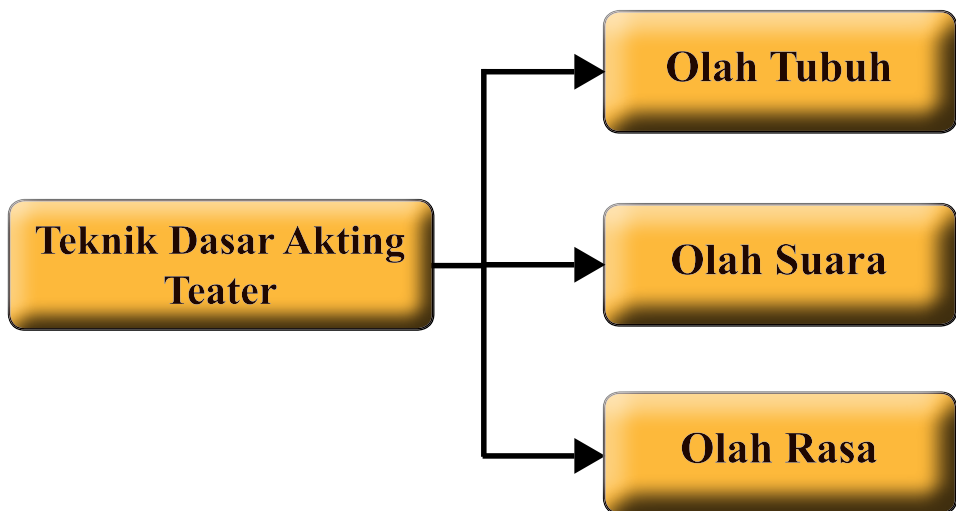 Teknik Dasar Akting
Teater
Olah Tubuh
Olah Suara
Olah Rasa